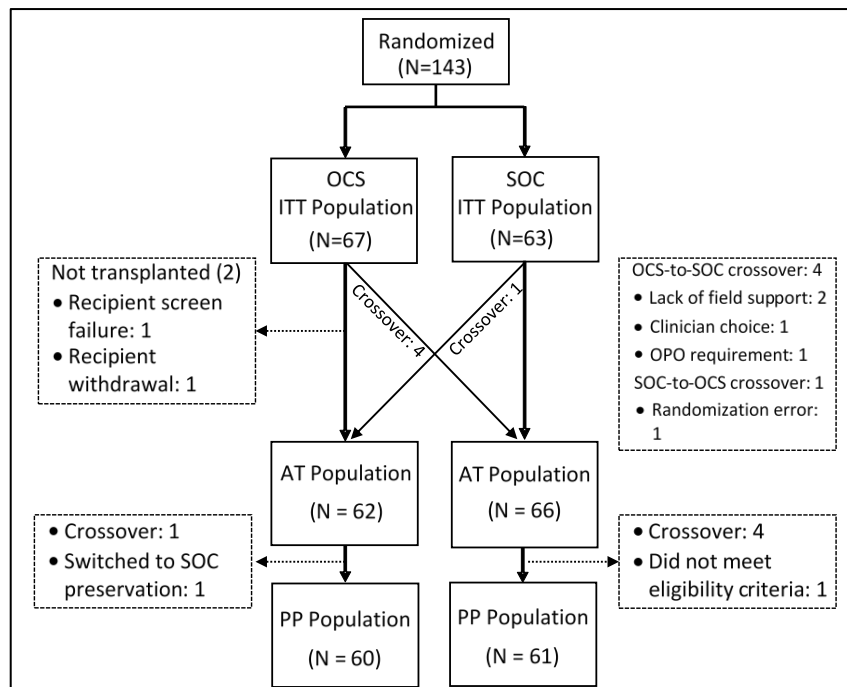 Randomized
(N=143)
OCS
ITT Population
(N=67)
SOC
ITT Population
(N=63)
Not transplanted (2)
• Recipient screen
failure: 1
• Recipient
withdrawal: 1
Crossover: 4
Crossover: 1
OCS-to-SOC crossover: 4
• Lack of field support: 2
• Clinician choice: 1
• OPO requirement: 1
SOC-to-OCS crossover: 1
• Randomization error:
1
AT Population
(N = 62)
AT Population
(N = 66)
• Crossover: 1
• Switched to SOC
preservation: 1
• Crossover: 4
• Did not meet
eligibility criteria: 1
PP Population
(N = 60)
PP Population
(N = 61)